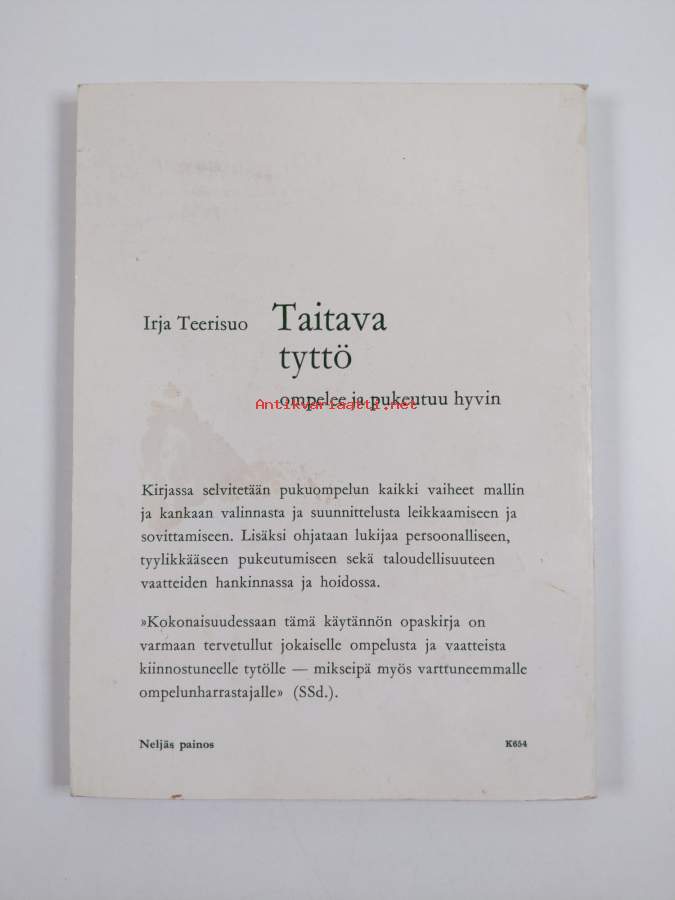 Irja Teerisuo Taitava
tyttö
ompelee ja pukeutuu hyvin
Antikvariaatti.net
Kirjassa selvitetään pukuompelun kaikki vaiheet mallin
ja kankaan valinnasta ja suunnittelusta leikkaamiseen ja
sovittamiseen. Lisäksi ohjataan lukijaa persoonalliseen,
tyylikkääseen pukeutumiseen sekä taloudellisuuteen
vaatteiden hankinnassa ja hoidossa.
»Kokonaisuudessaan tämä käytännön opaskirja on
varmaan tervetullut jokaiselle ompelusta ja vaatteista
kiinnostuneelle tytölle — mikseipä myös varttuneemmalle
ompelunharrastajalle» (SSd.).
Neljäs painos K654